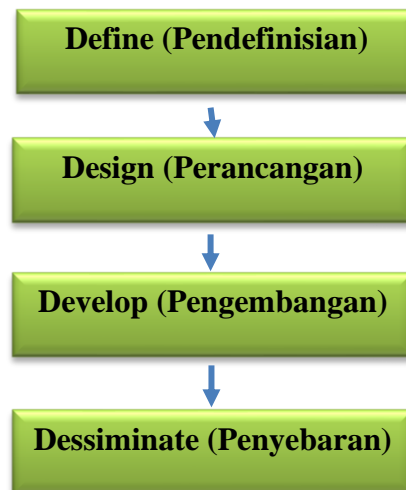 Define (Pendefinisian)
Design (Perancangan)
Develop (Pengembangan)
Dessiminate (Penyebaran)